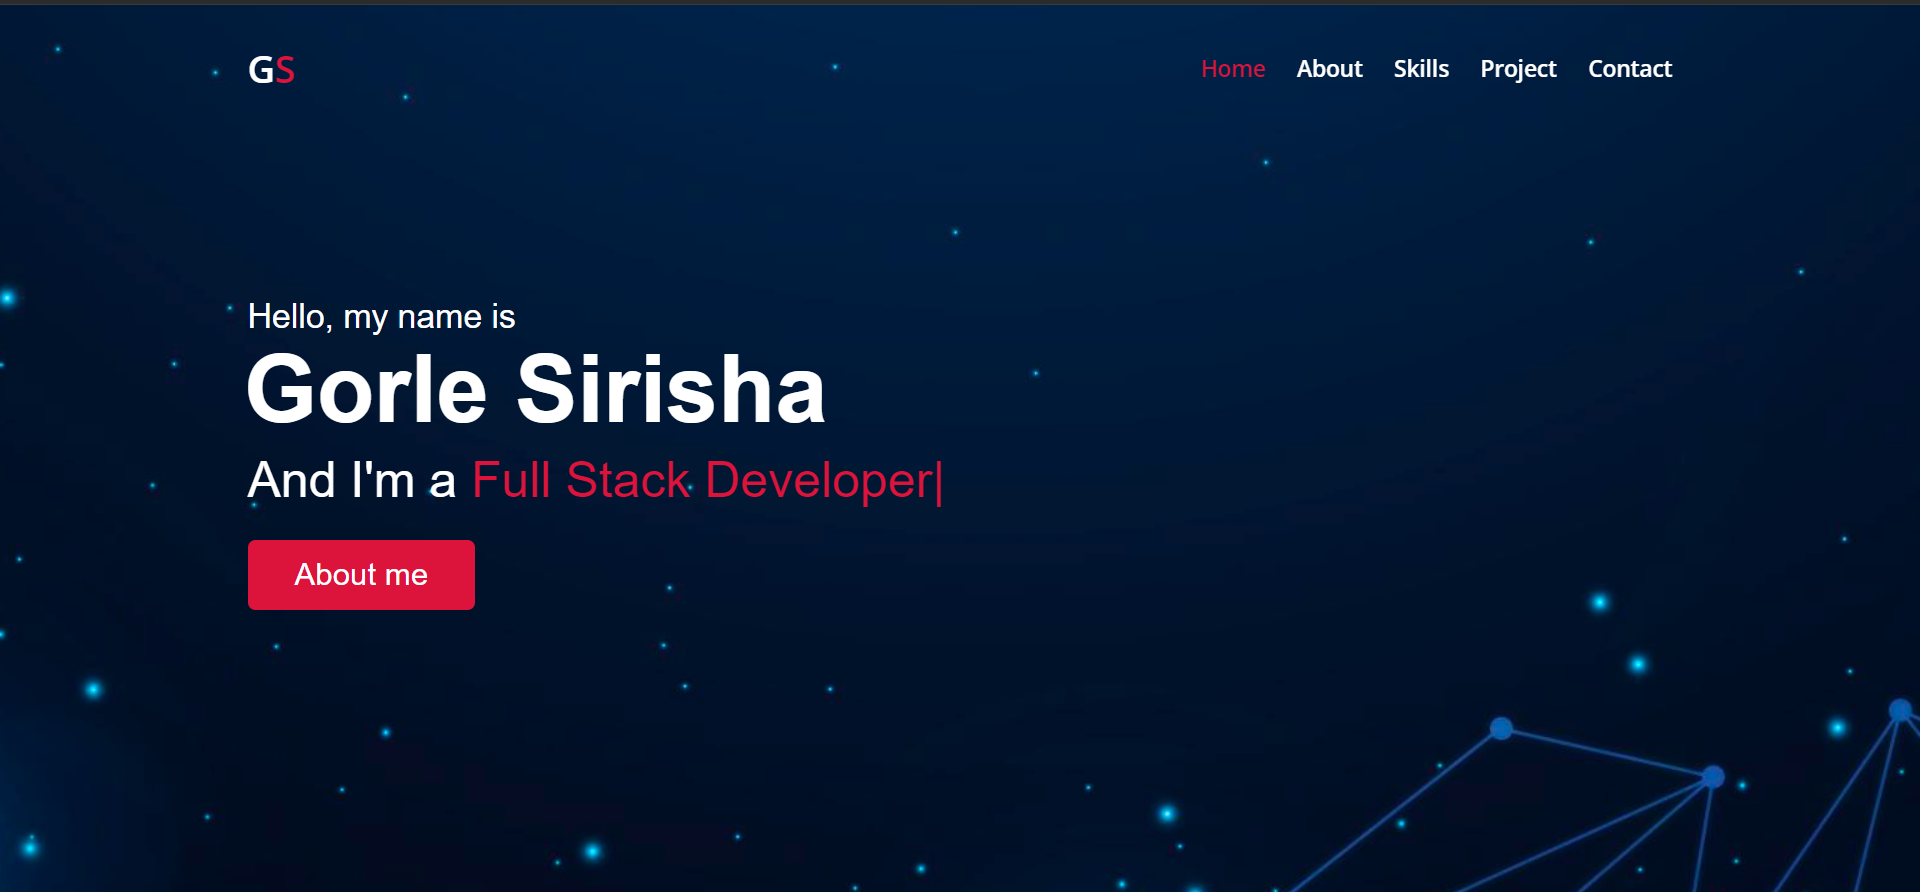 GS
Home About Skills Project Contact
Hello, my name is
Gorle Sirisha
And I'm a Full Stack Developer|
About me